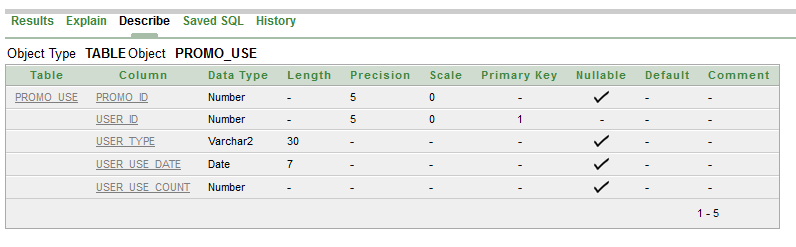 Results Explain Describe Saved SQL History
Object Type TABLE Object PROMO_USE
Table Column Data Type Length Precision Scale Primary Key Nullable Default Comment
PROMO_USE PROMO_ID Number - 5 0 - - -
USER_ID Number - 5 0 1 - - -
USER_TYPE Varchar2 30 - - - - -
USER_USE_DATE Date 7 - - - - -
USER_USE_COUNT Number - - - - - -
1 - 5